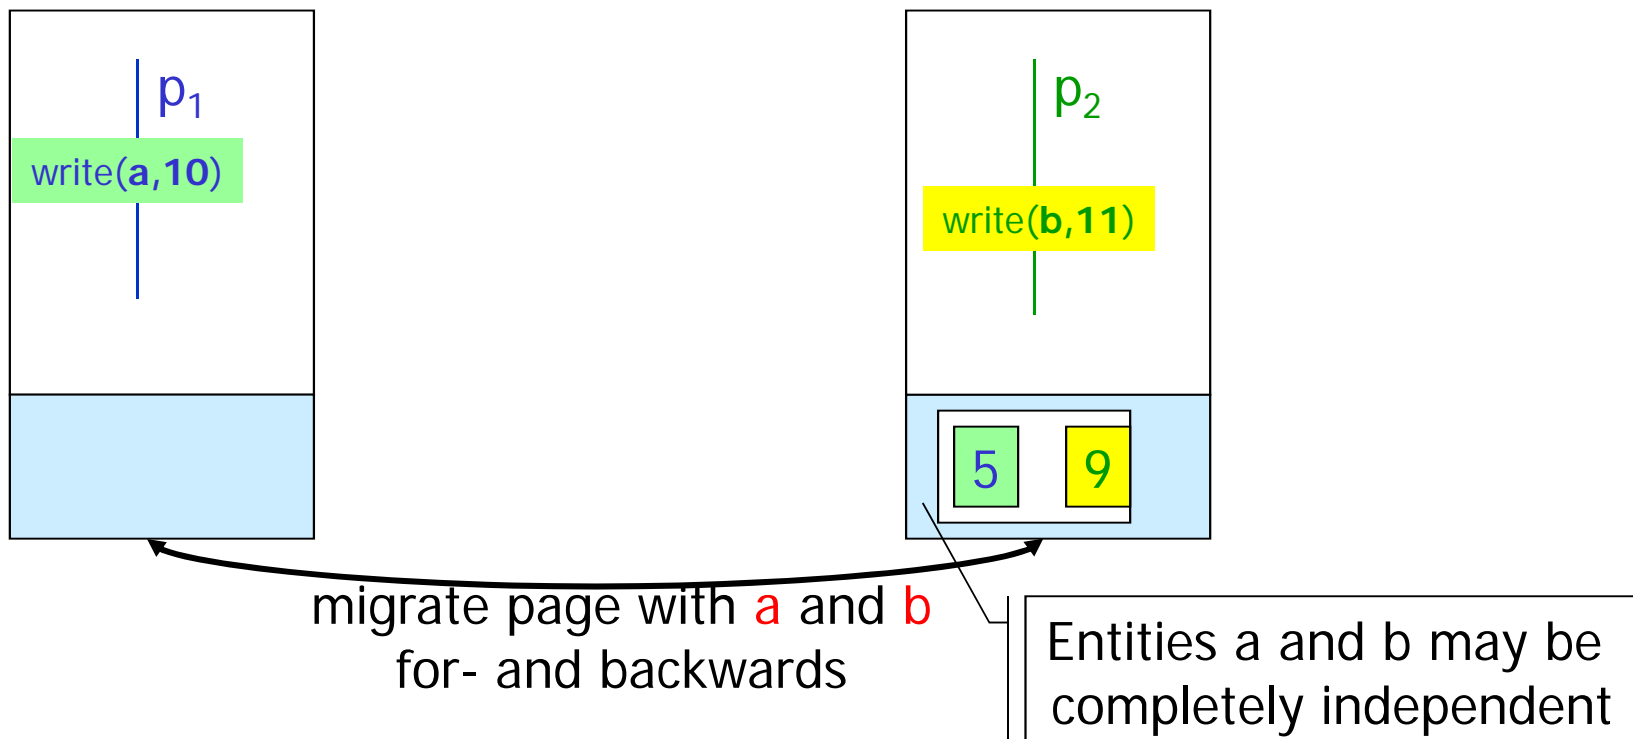 p1
write(a,10)
p2
write(b,11)
5 9
migrate page with a and b
for- and backwards
Entities a and b may be
completely independent